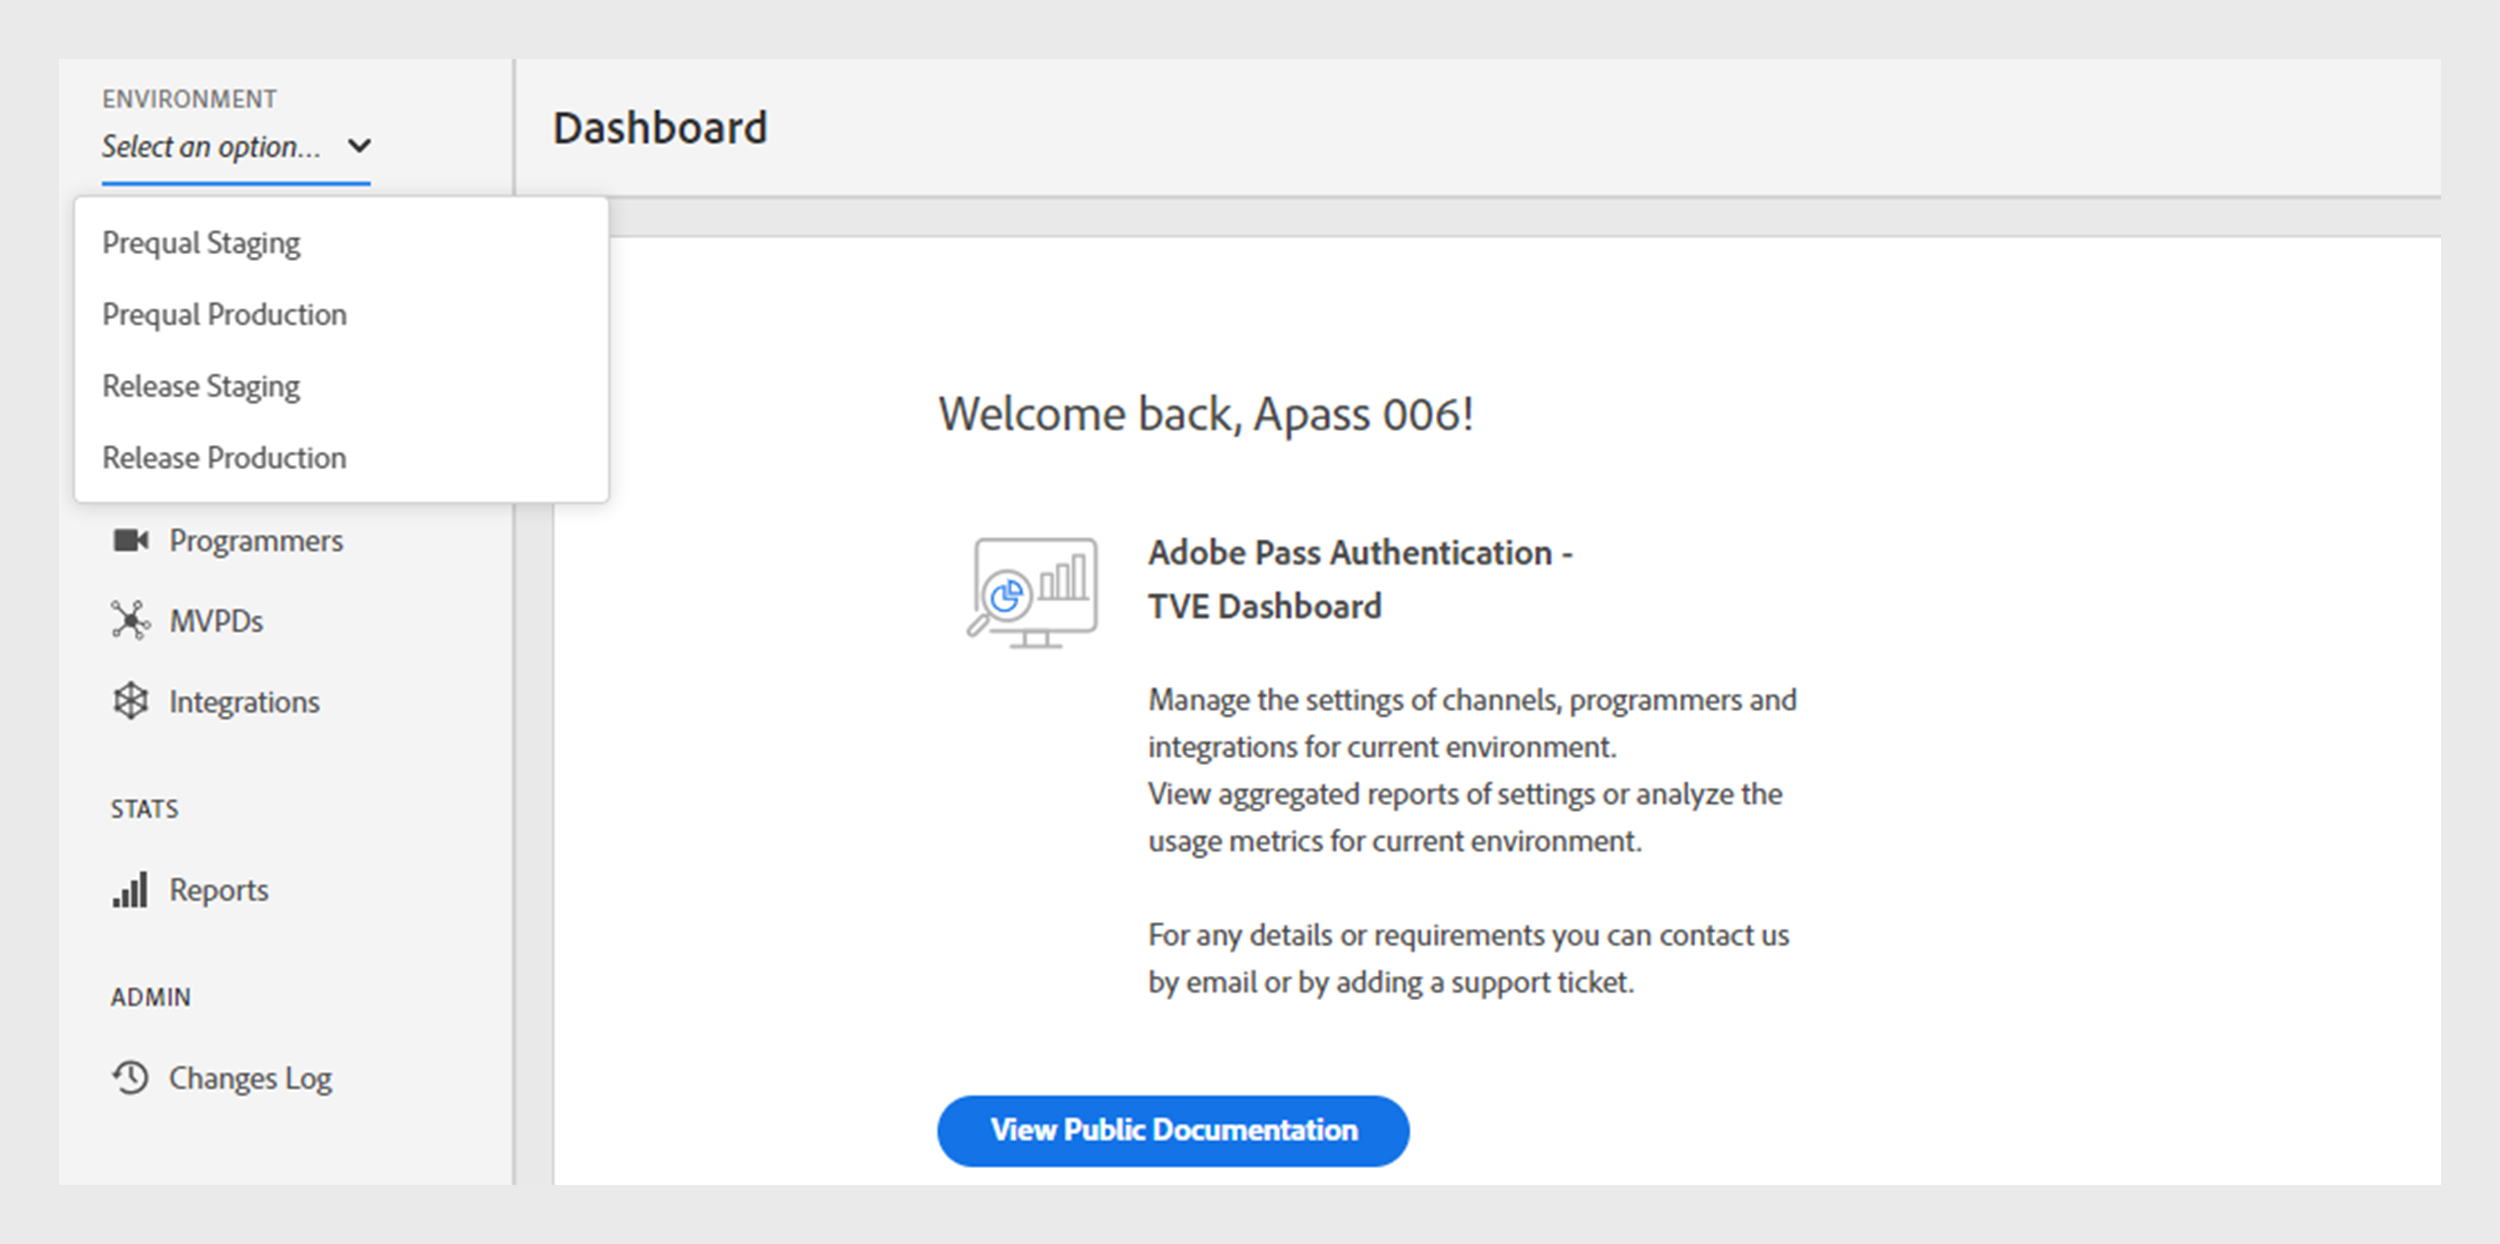 ENVIRONMENT
Select an option...
Prequal Staging
Prequal Production
Release Staging
Release Production
Programmers
MVPDs
Integrations
STATS
Reports
ADMIN
Changes Log
Dashboard
Welcome back, Apass 006!
Adobe Pass Authentication -
TVE Dashboard
Manage the settings of channels, programmers and
integrations for current environment.
View aggregated reports of settings or analyze the
usage metrics for current environment.
For any details or requirements you can contact us
by email or by adding a support ticket.
View Public Documentation